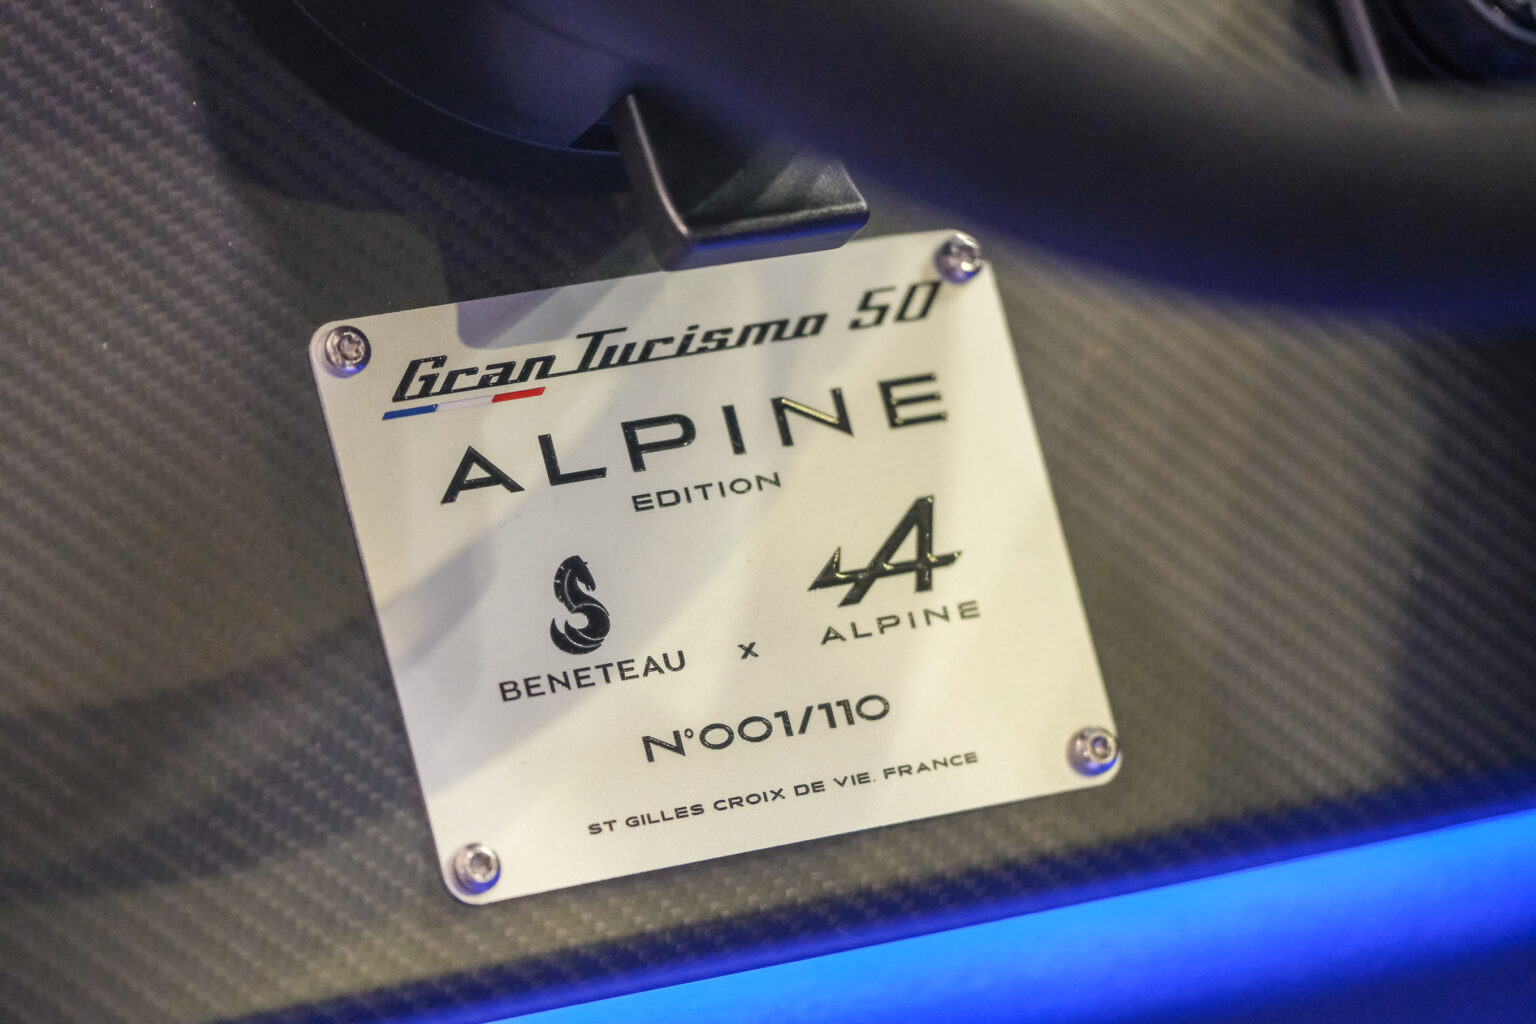 Gran Turismo 50
ALPINE
EDITION
BENETEAU x ALPINE
N°001/110
ST GILLES CROIX DE VIE. FRANCE